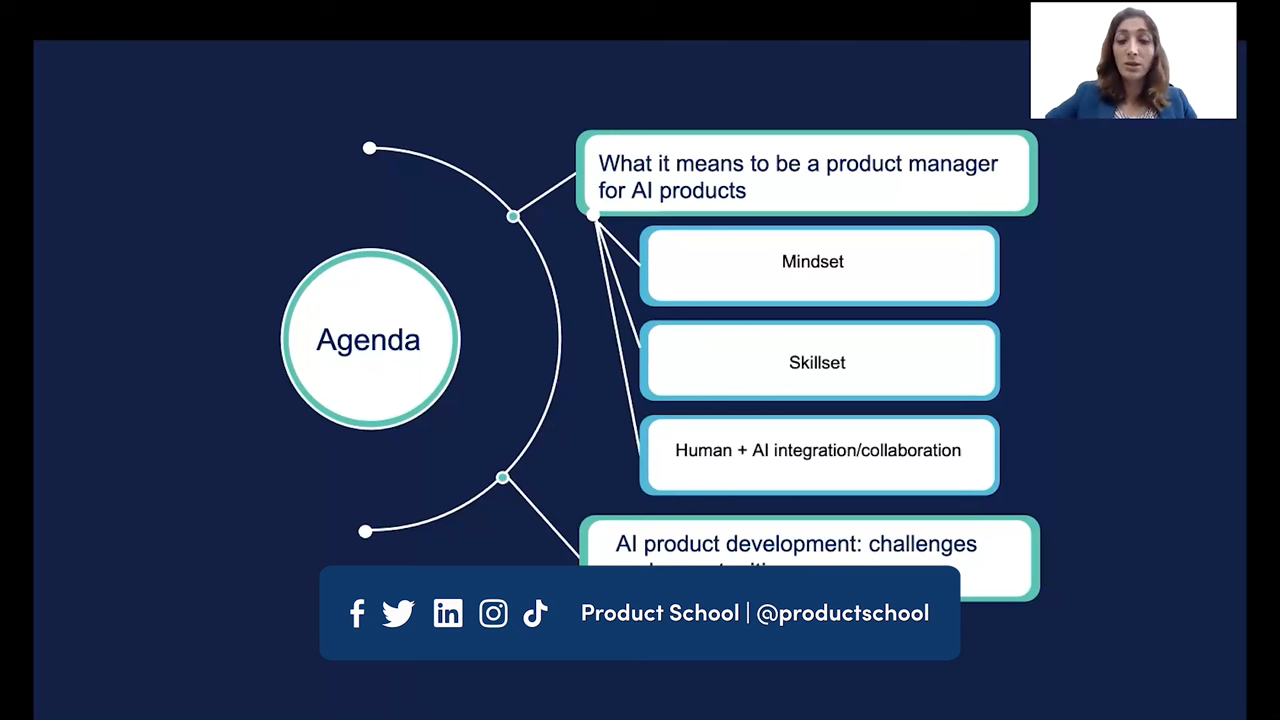 Agenda
What it means to be a product manager
for AI products
Mindset
Skillset
Human + AI integration/collaboration
AI product development: challenges
Product School | @productschool